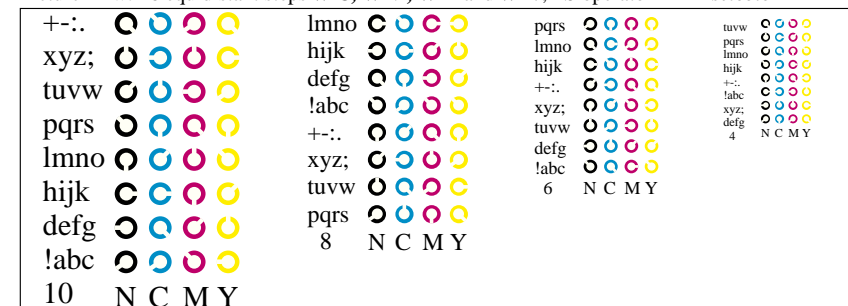 +-:.
xyz;
tuvw
pqrs
lmno
hijk
defg
!abc
10 N C M Y
lmno
hijk
defg
!abc
+-:.
xyz;
tuvw
pqrs
8 N C M Y
pqrs
lmno
hijk
+-:.
xyz;
tuvw
defg
!abc
6 N C M Y
tuvw
pqrs
lmno
hijk
+-:.
!abc
xyz;
defg
4 N C M Y